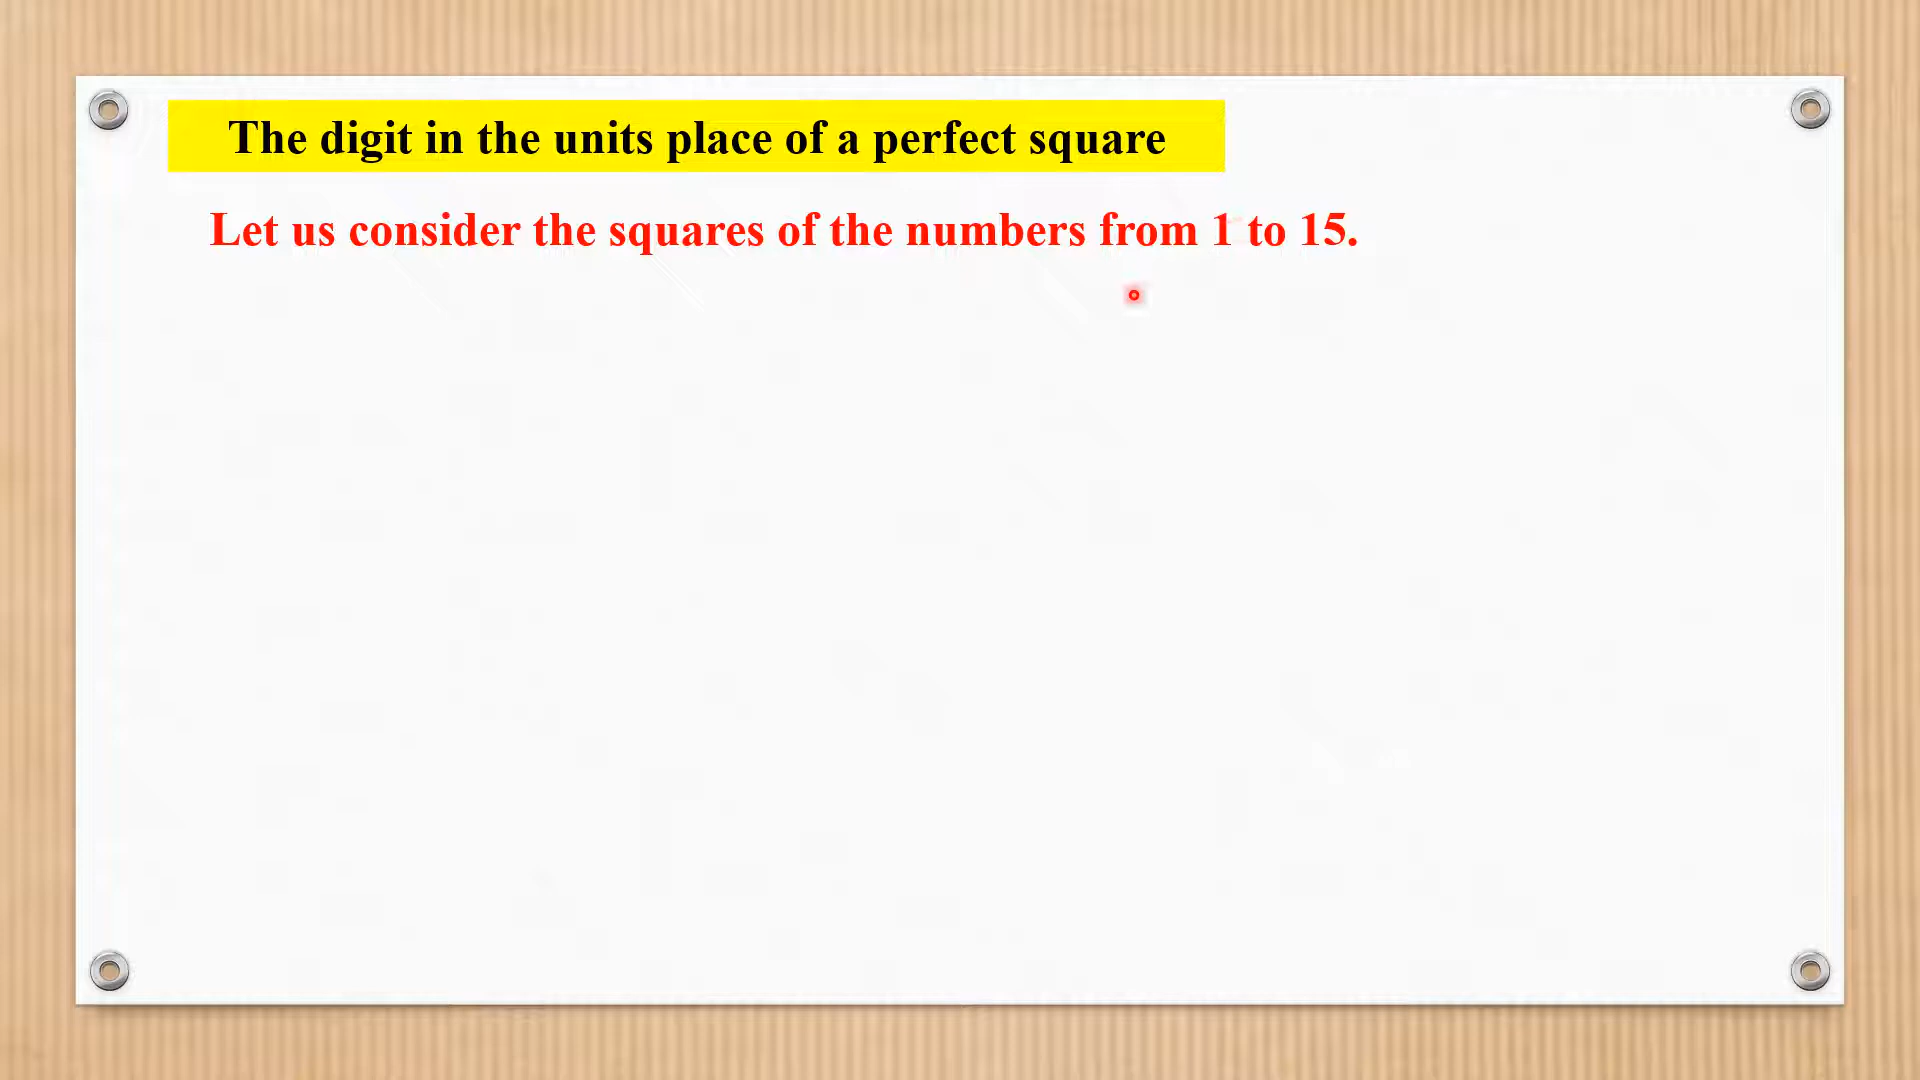 The digit in the units place of a perfect square
Let us consider the squares of the numbers from 1 to 15.